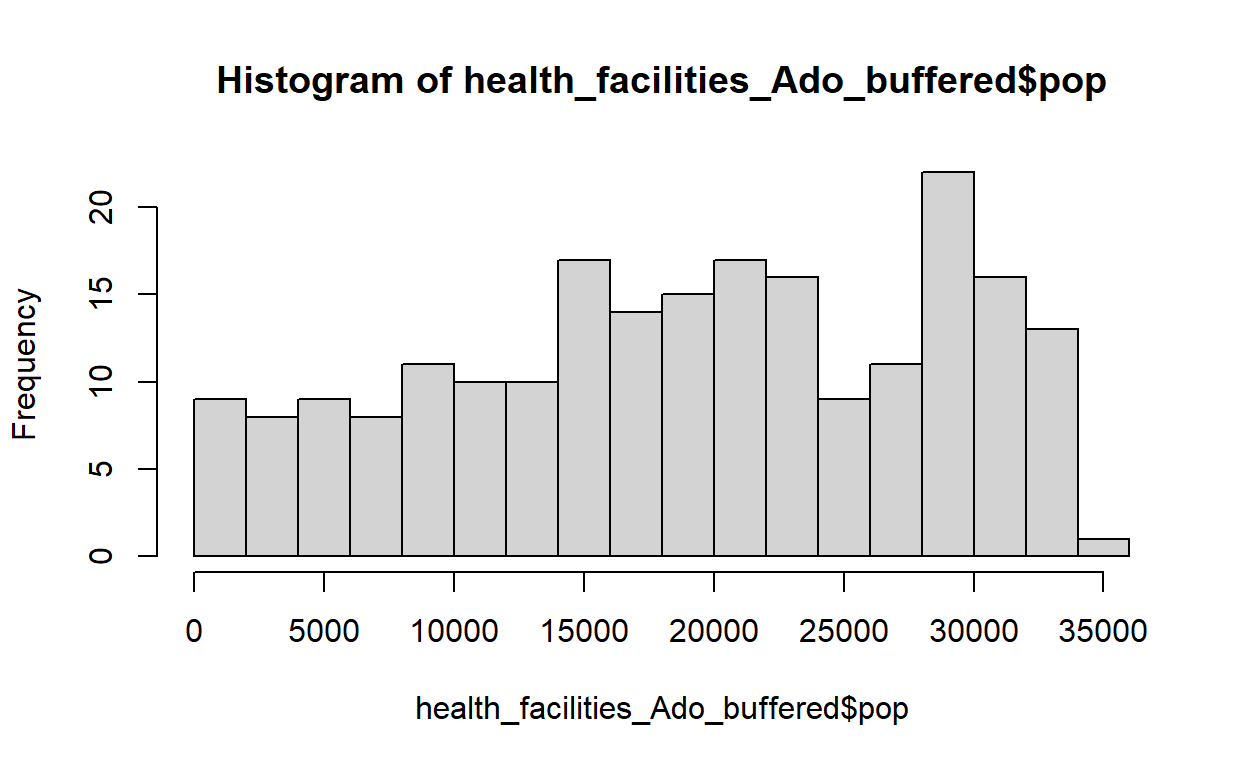 Histogram of health_facilities_Ado_buffered$pop
Frequency
20
15
10
5
0
0 5000 10000 15000 20000 25000 30000 35000
health_facilities_Ado_buffered$pop